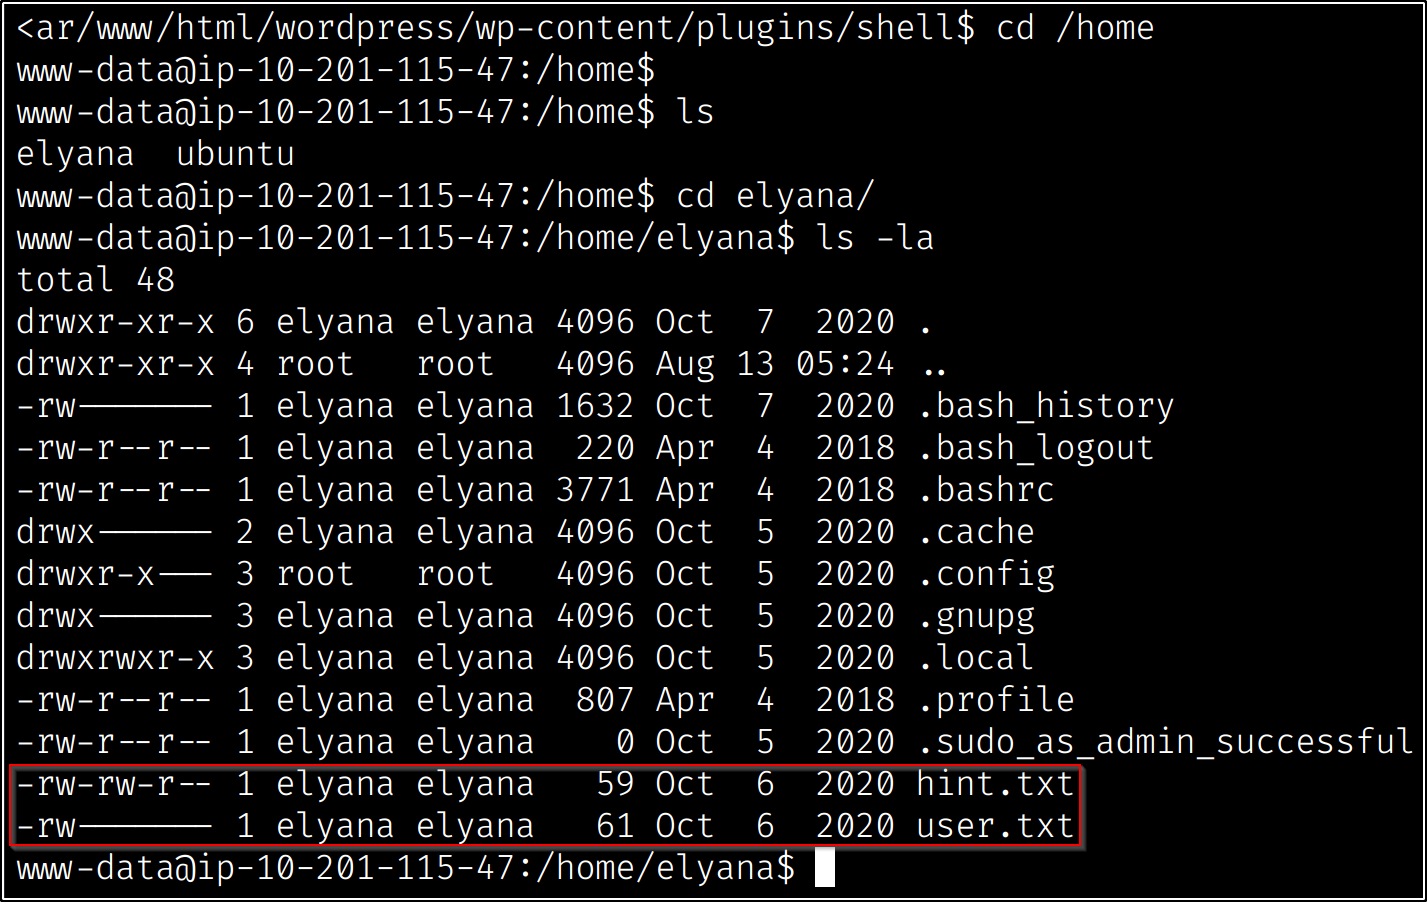 <ar/www/html/wordpress/wp-content/plugins/shell$ cd /home
www-data@ip-10-201-115-47:/home$
www-data@ip-10-201-115-47:/home$ ls
elyana  ubuntu
www-data@ip-10-201-115-47:/home$ cd elyana/
www-data@ip-10-201-115-47:/home/elyana$ ls -la
total 48
drwxr-xr-x 6 elyana elyana 4096 Oct  7  2020 .
drwxr-xr-x 4 root   root   4096 Aug 13 05:24 ..
-rw------- 1 elyana elyana 1632 Oct  7  2020 .bash_history
-rw-r--r-- 1 elyana elyana  220 Apr  4  2018 .bash_logout
-rw-r--r-- 1 elyana elyana 3771 Apr  4  2018 .bashrc
drwx------ 2 elyana elyana 4096 Oct  5  2020 .cache
drwxr-x--- 3 root   root   4096 Oct  5  2020 .config
drwx------ 3 elyana elyana 4096 Oct  5  2020 .gnupg
drwxrwxr-x 3 elyana elyana 4096 Oct  5  2020 .local
-rw-r--r-- 1 elyana elyana  807 Apr  4  2018 .profile
-rw-r--r-- 1 elyana elyana    0 Oct  5  2020 .sudo_as_admin_successful
-rw-rw-r-- 1 elyana elyana   59 Oct  6  2020 hint.txt
-rw------- 1 elyana elyana   61 Oct  6  2020 user.txt
www-data@ip-10-201-115-47:/home/elyana$